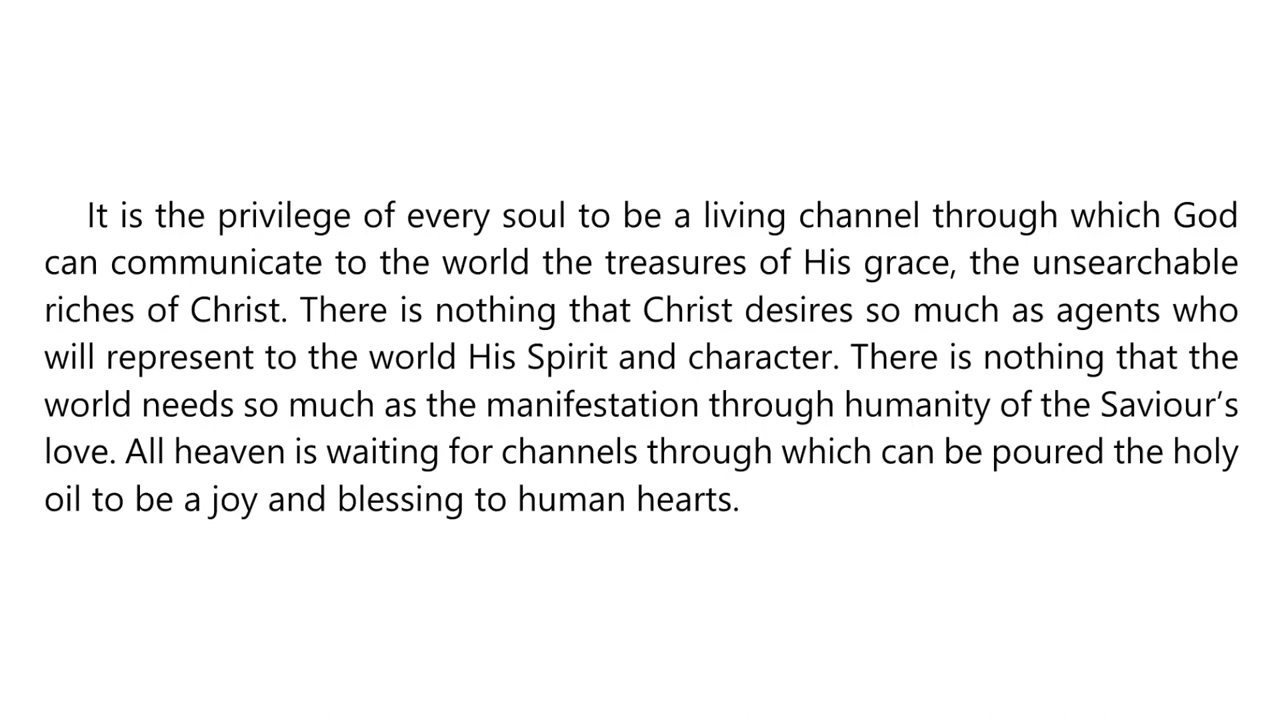 It is the privilege of every soul to be a living channel through which God
can communicate to the world the treasures of His grace, the unsearchable
riches of Christ. There is nothing that Christ desires so much as agents who
will represent to the world His Spirit and character. There is nothing that the
world needs so much as the manifestation through humanity of the Saviour’s
love. All heaven is waiting for channels through which can be poured the holy
oil to be a joy and blessing to human hearts.